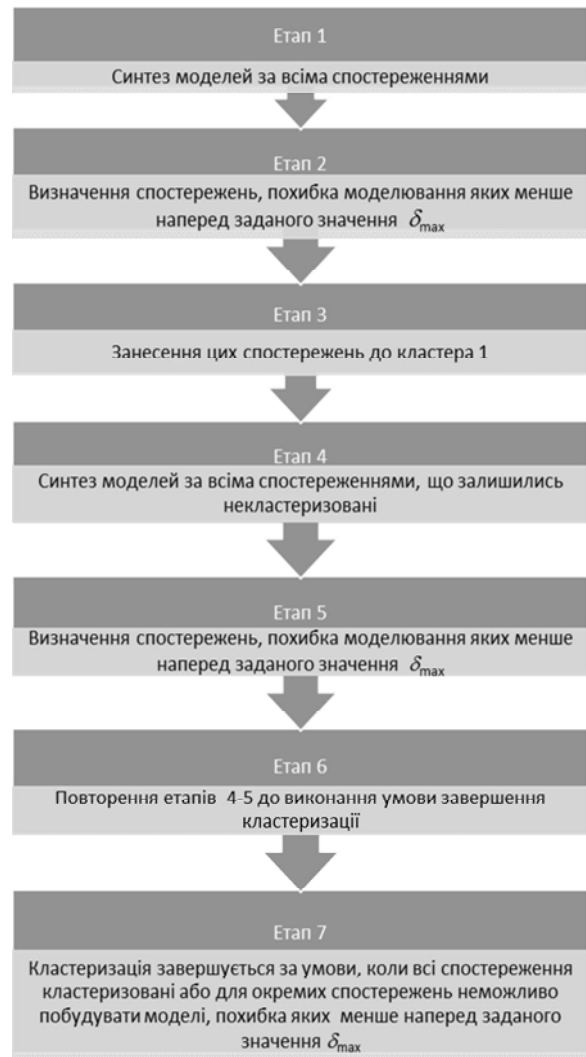 Етап 1
Синтез моделей за всіма спостереженнями
Етап 2
Визначення спостережень, похибка моделювання яких менше
наперед заданого значення δmax
Етап 3
Занесення цих спостережень до кластера 1
Етап 4
Синтез моделей за всіма спостереженнями, що залишились
некластеризовані
Етап 5
Визначення спостережень, похибка моделювання яких менше
наперед заданого значення δmax
Етап 6
Повторення етапів 4-5 до виконання умови завершення
кластеризації
Етап 7
Кластеризація завершується за умови, коли всі спостереження
кластеризовані або для окремих спостережень неможливо
побудувати моделі, похибка яких менше наперед заданого
значення δmax